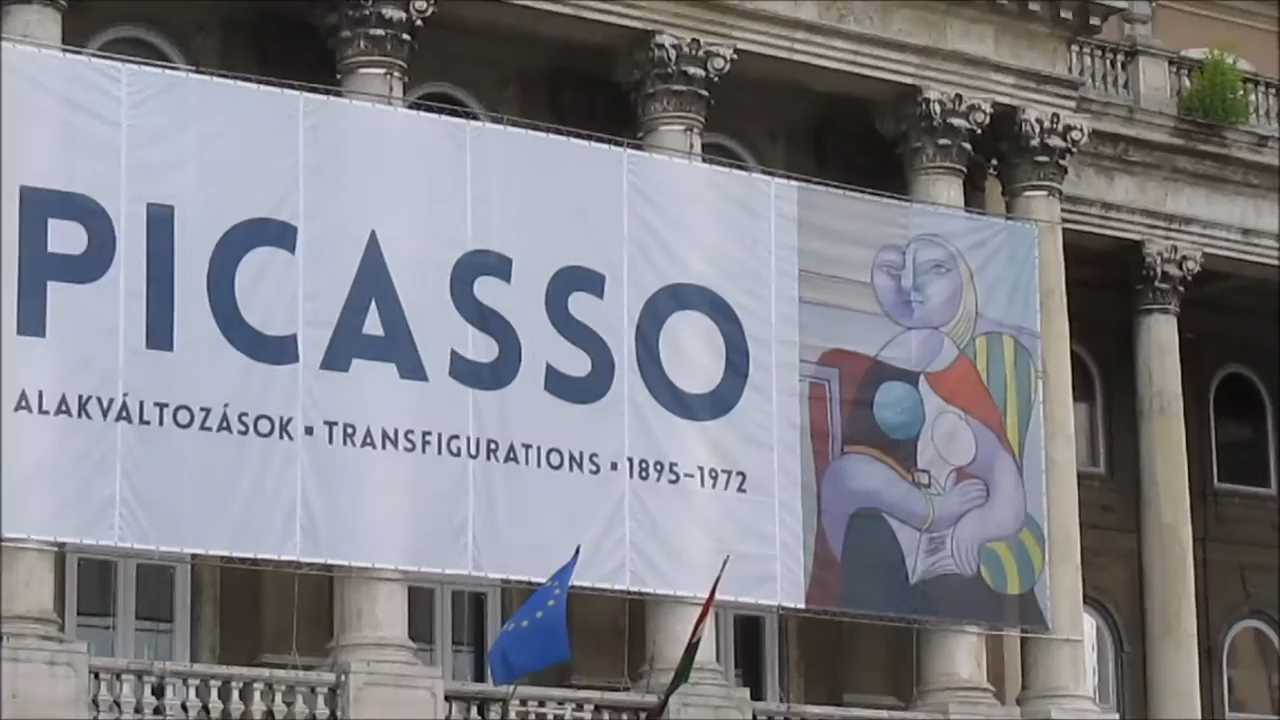 PICASSO
ALAKVÁLTOZÁSOK ▪ TRANSFIGURATIONS ▪ 1895–1972